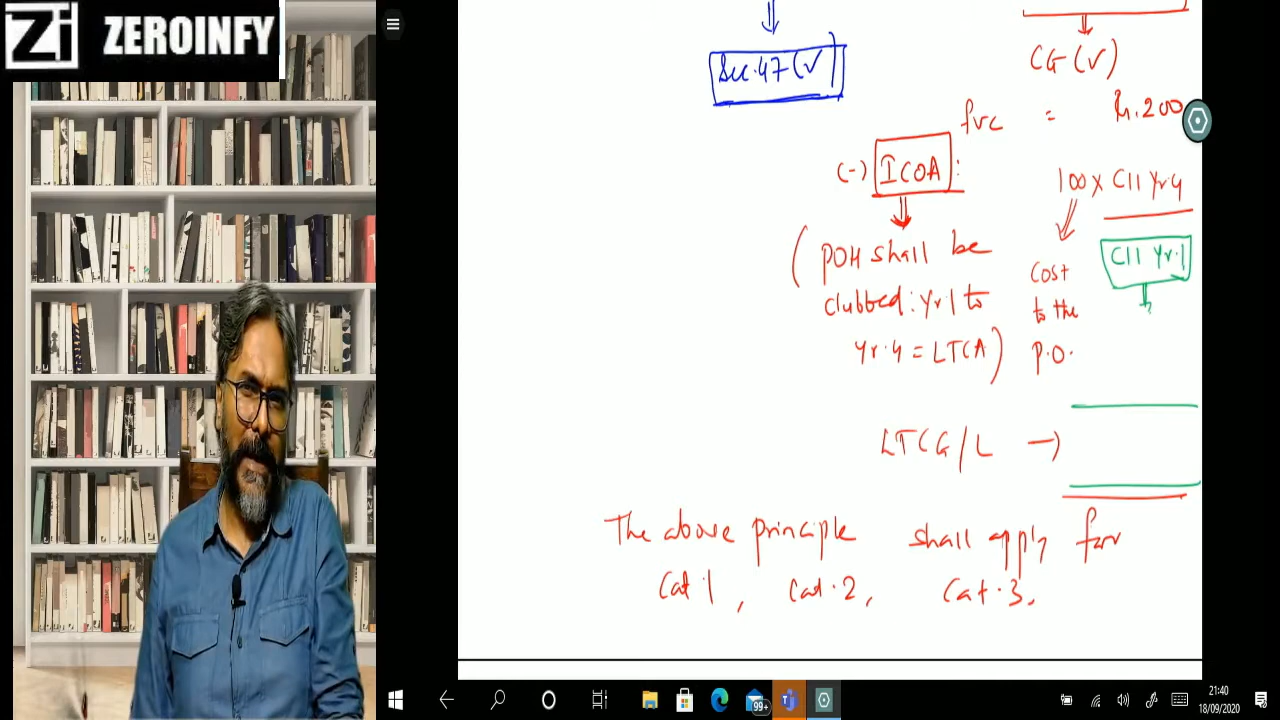 Zi ZEROINFY
Sec.47(v)
CG (v)
fvc = Rs.200
(-) ICOA :
100 x CII Yr 4
CII Yr.1
(POH shall be
clubbed: Yr 1 to
Yr.4 = LTCA)
cost
to the
P.O.
LTCG/L →
The above principle shall apply for
Cat 1, Cat.2, Cat.3.
99+
21:40
18/09/2020